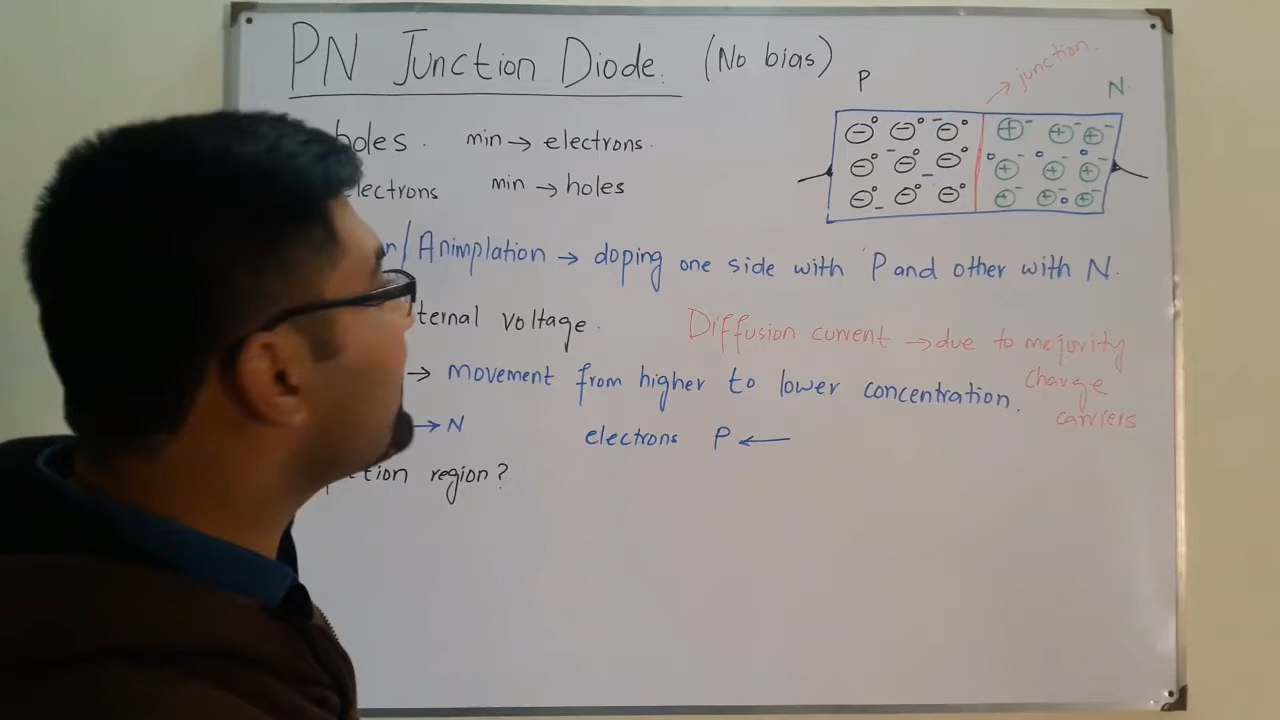 PN Junction Diode. (No bias)
junction.
P
N.
holes. min → electrons.
electrons min → holes
n/Animplation → doping one side with P and other with N.
ternal voltage.
Diffusion current → due to mejority
charge
carriers
→ movement from higher to lower concentration.
→ N
electrons P ←
tion region?